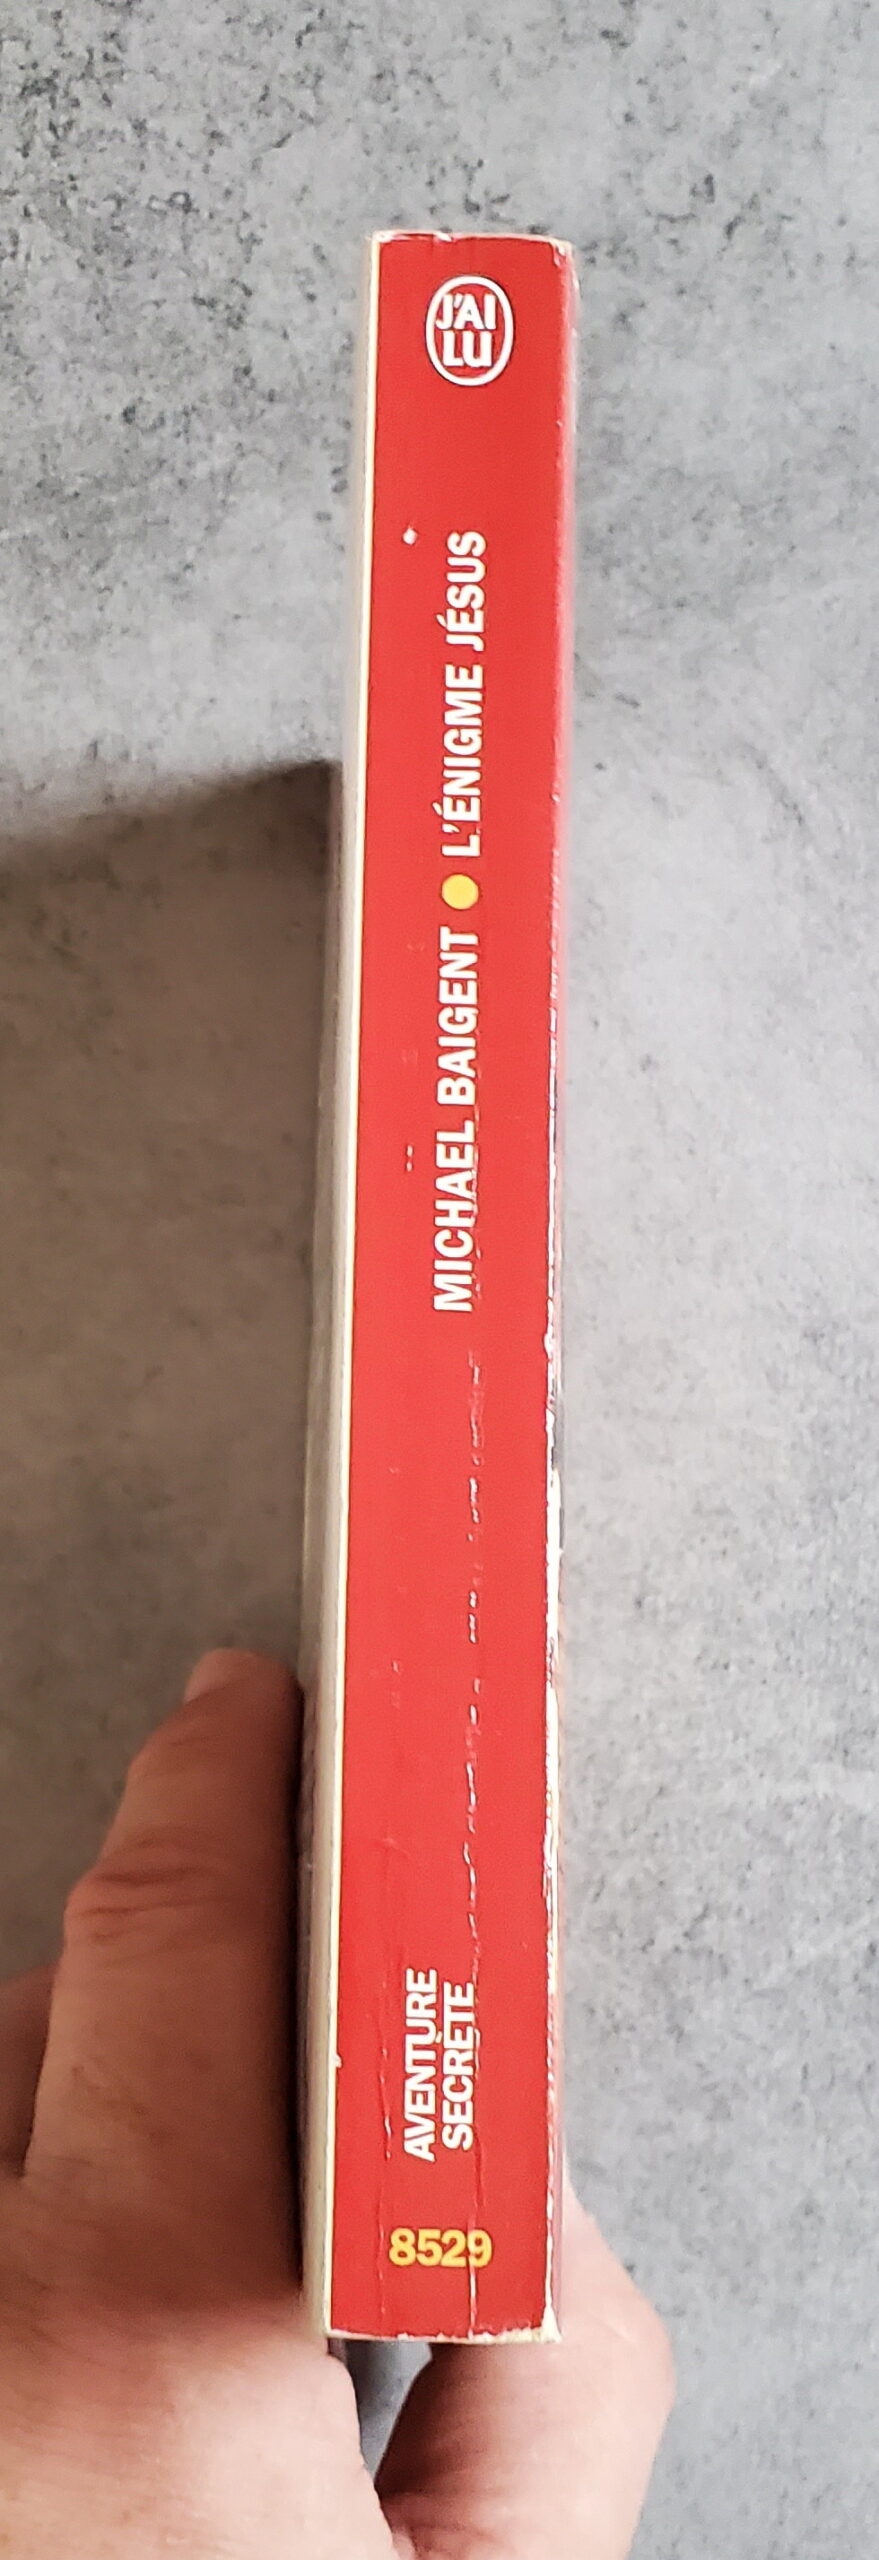 J'AI
LU
MICHAEL BAIGENT ● L'ÉNIGME JÉSUS
AVENTURE
SECRÈTE
8529